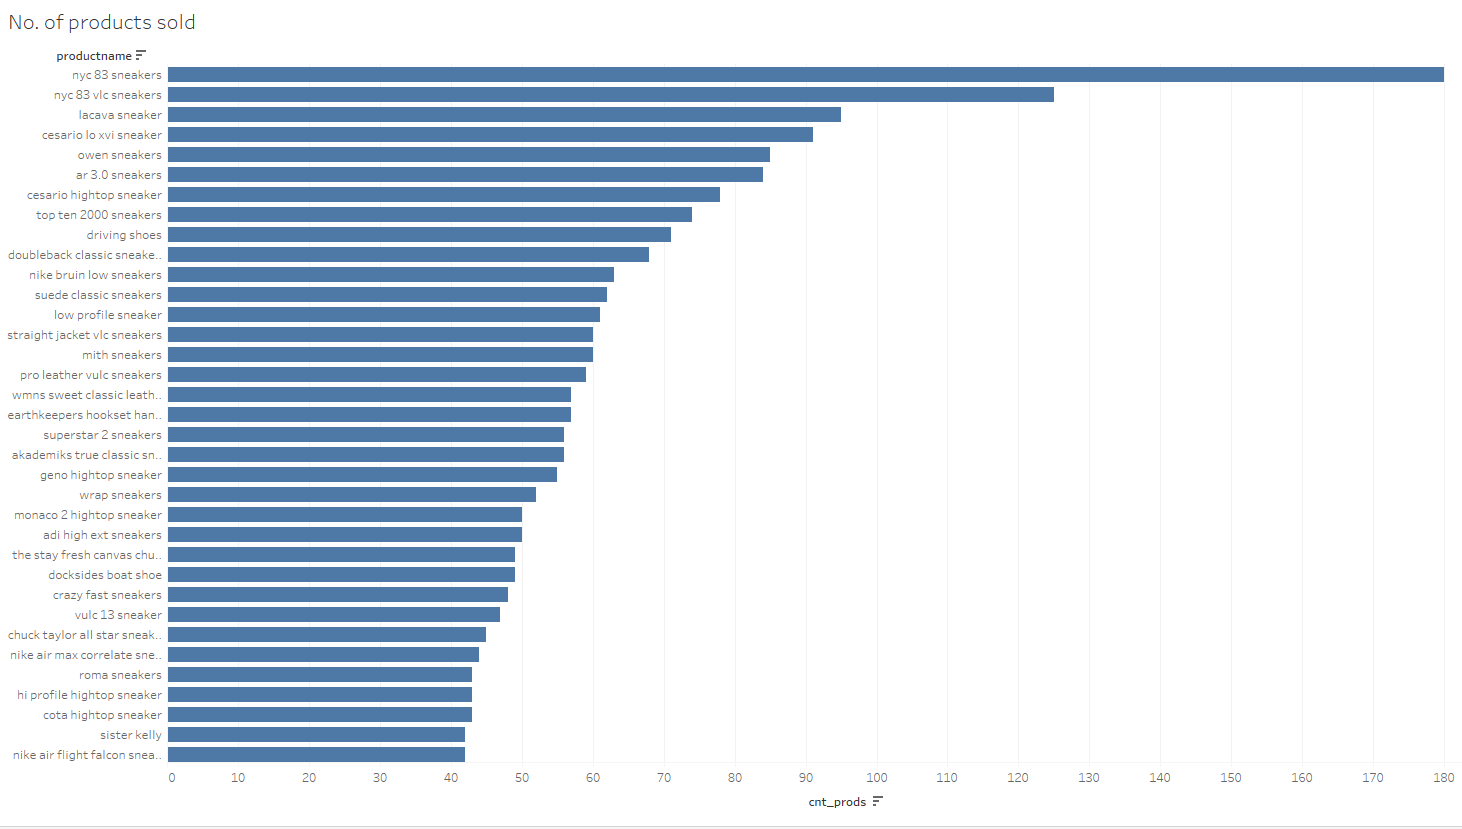 No. of products sold
productname
nyc 83 sneakers
nyc 83 vlc sneakers
lacava sneaker
cesario lo xvi sneaker
owen sneakers
ar 3.0 sneakers
cesario hightop sneaker
top ten 2000 sneakers
driving shoes
doubleback classic sneake..
nike bruin low sneakers
suede classic sneakers
low profile sneaker
straight jacket vlc sneakers
mith sneakers
pro leather vulc sneakers
wmns sweet classic leath..
earthkeepers hookset han..
superstar 2 sneakers
akademiks true classic sn..
geno hightop sneaker
wrap sneakers
monaco 2 hightop sneaker
adi high ext sneakers
the stay fresh canvas chu..
docksides boat shoe
crazy fast sneakers
vulc 13 sneaker
chuck taylor all star sneak..
nike air max correlate sne..
roma sneakers
hi profile hightop sneaker
cota hightop sneaker
sister kelly
nike air flight falcon snea..
0 10 20 30 40 50 60 70 80 90 100 110 120 130 140 150 160 170 180
cnt_prods